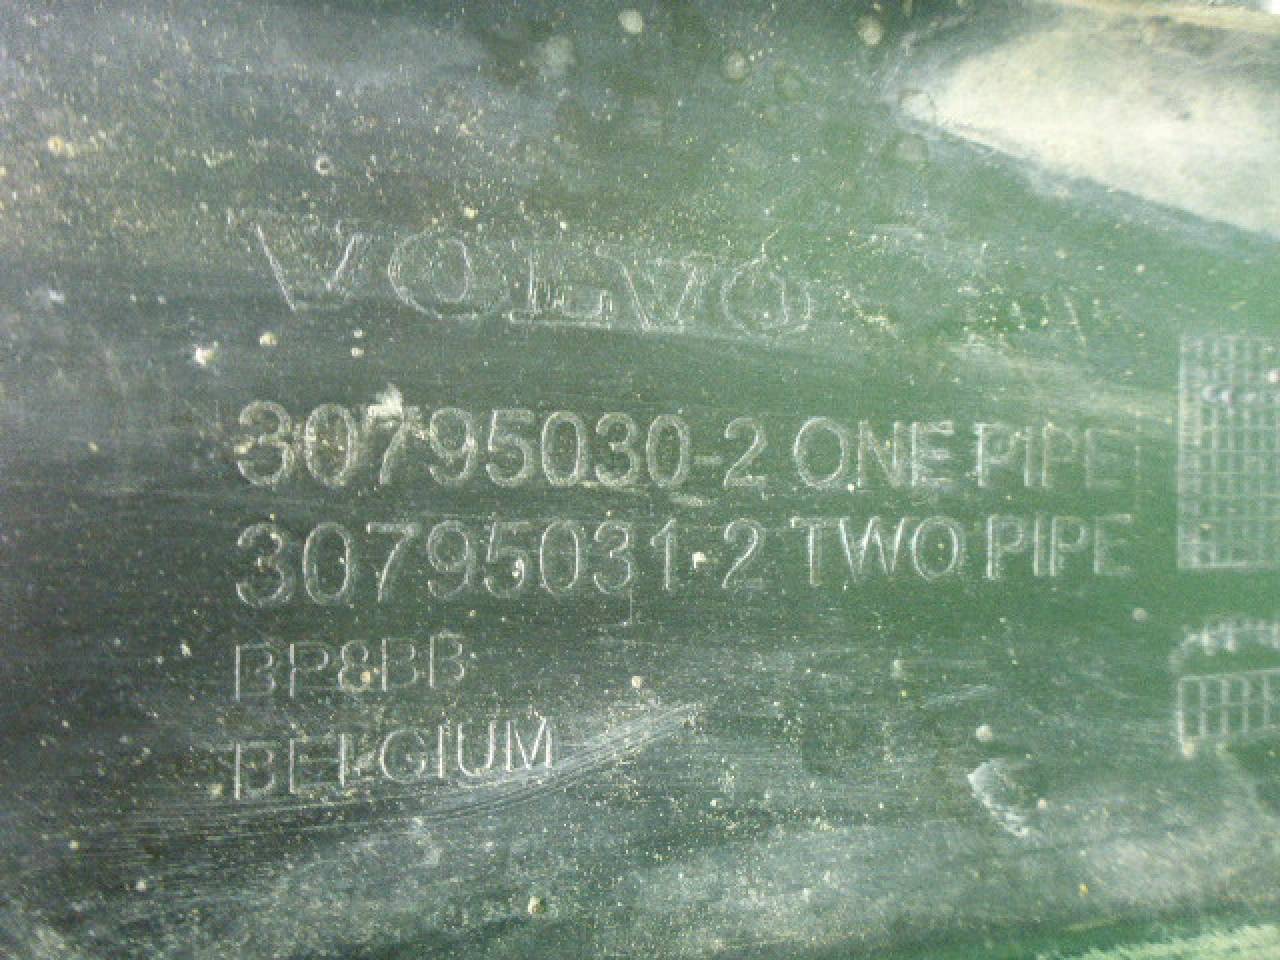 VOLVO
30795030-2 ONE PIPE
30795031-2 TWO PIPE
BP&BB
BELGIUM